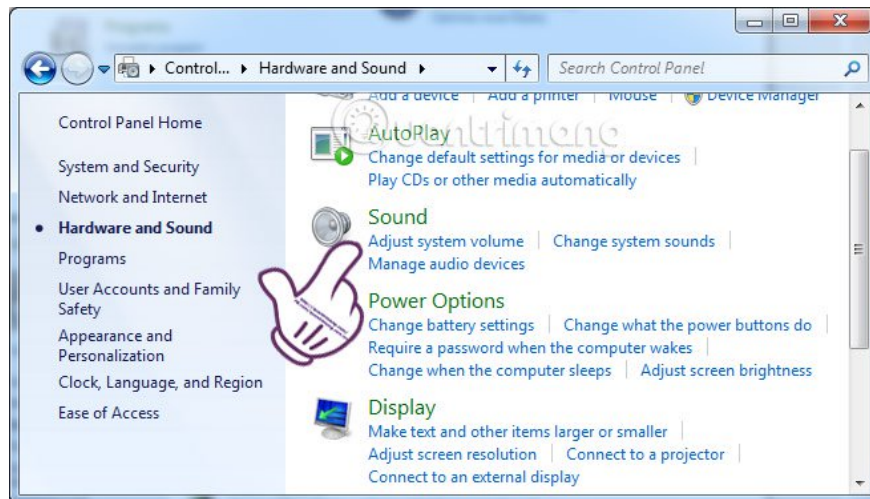 Control... ▸ Hardware and Sound ▸
Search Control Panel
Control Panel Home
System and Security
Network and Internet
Hardware and Sound
Programs
User Accounts and Family
Safety
Appearance and
Personalization
Clock, Language, and Region
Ease of Access
Add a device | Add a printer | Mouse | Device Manager
AutoPlay
Change default settings for media or devices
Play CDs or other media automatically
Sound
Adjust system volume | Change system sounds
Manage audio devices
Power Options
Change battery settings | Change what the power buttons do
Require a password when the computer wakes
Change when the computer sleeps | Adjust screen brightness
Display
Make text and other items larger or smaller
Adjust screen resolution | Connect to a projector
Connect to an external display